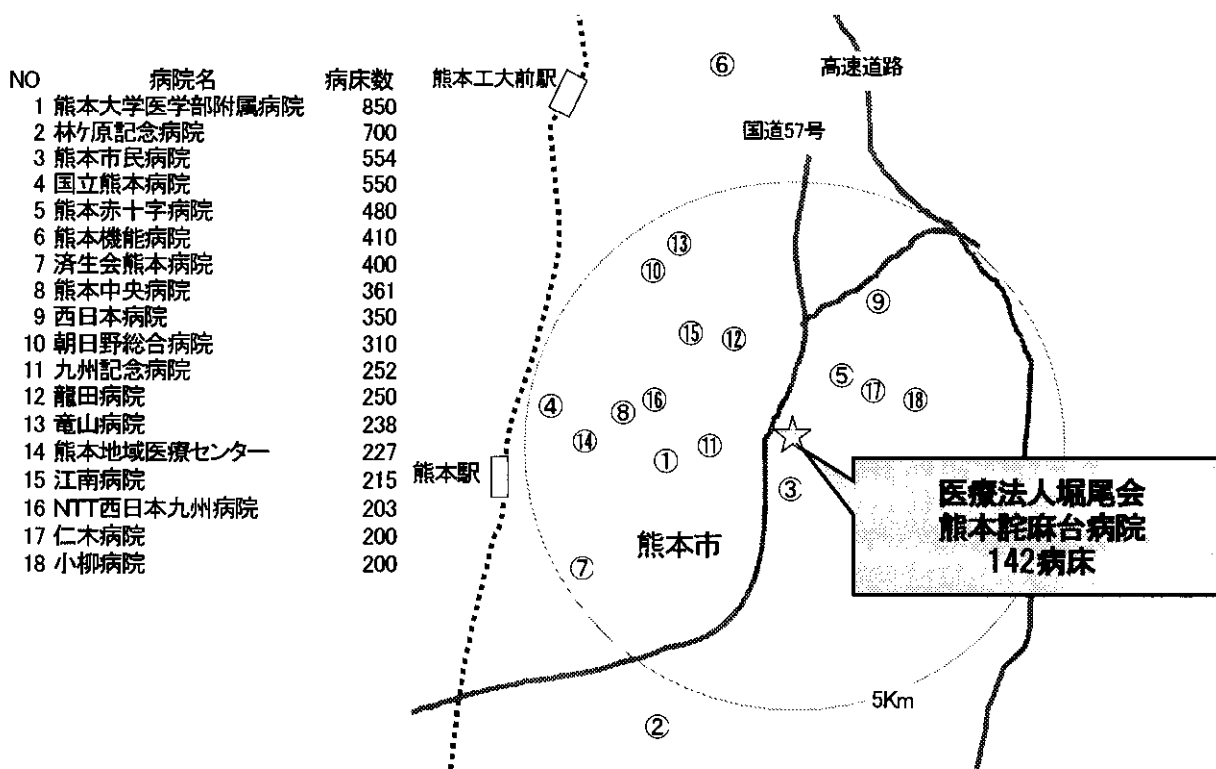 NO 病院名 病床数
1 熊本大学医学部附属病院 850
2 林ケ原記念病院 700
3 熊本市民病院 554
4 国立熊本病院 550
5 熊本赤十字病院 480
6 熊本機能病院 410
7 済生会熊本病院 400
8 熊本中央病院 361
9 西日本病院 350
10 朝日野総合病院 310
11 九州記念病院 252
12 龍田病院 250
13 竜山病院 238
14 熊本地域医療センター 227
15 江南病院 215
16 NTT西日本九州病院 203
17 仁木病院 200
18 小柳病院 200
熊本工大前駅
⑥
高速道路
国道57号
⑬
⑩
⑨
⑮
⑫
⑤
⑰
⑱
④
⑧
⑯
⑭
⑪
①
熊本駅
③
熊本市
医療法人堀尾会
熊本詫麻台病院
142病床
⑦
5Km
②